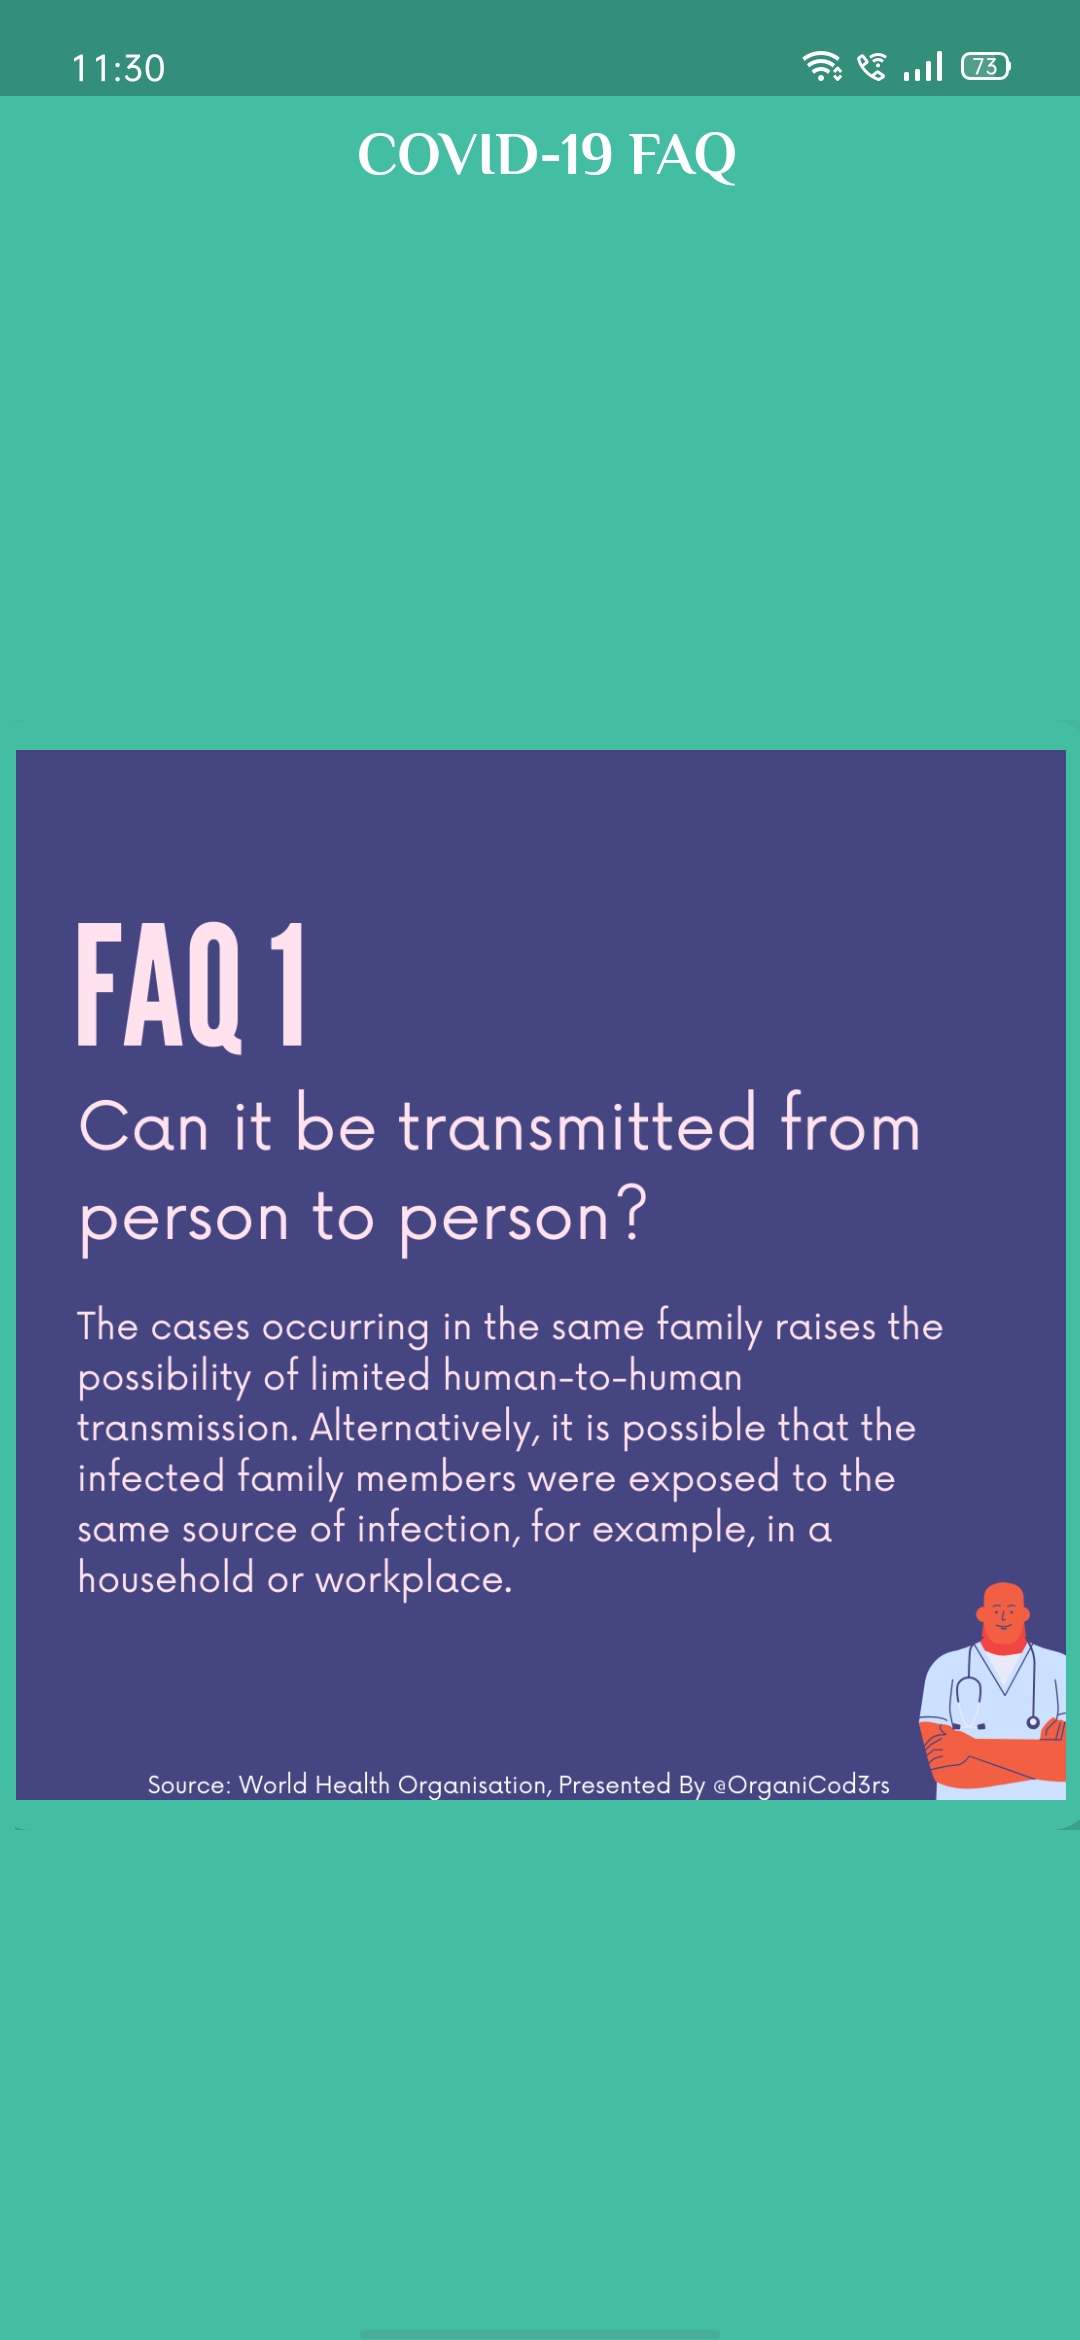 11:30
73
COVID-19 FAQ
FAQ 1
Can it be transmitted from
person to person?
The cases occurring in the same family raises the
possibility of limited human-to-human
transmission. Alternatively, it is possible that the
infected family members were exposed to the
same source of infection, for example, in a
household or workplace.
Source: World Health Organisation, Presented By @OrganiCod3rs